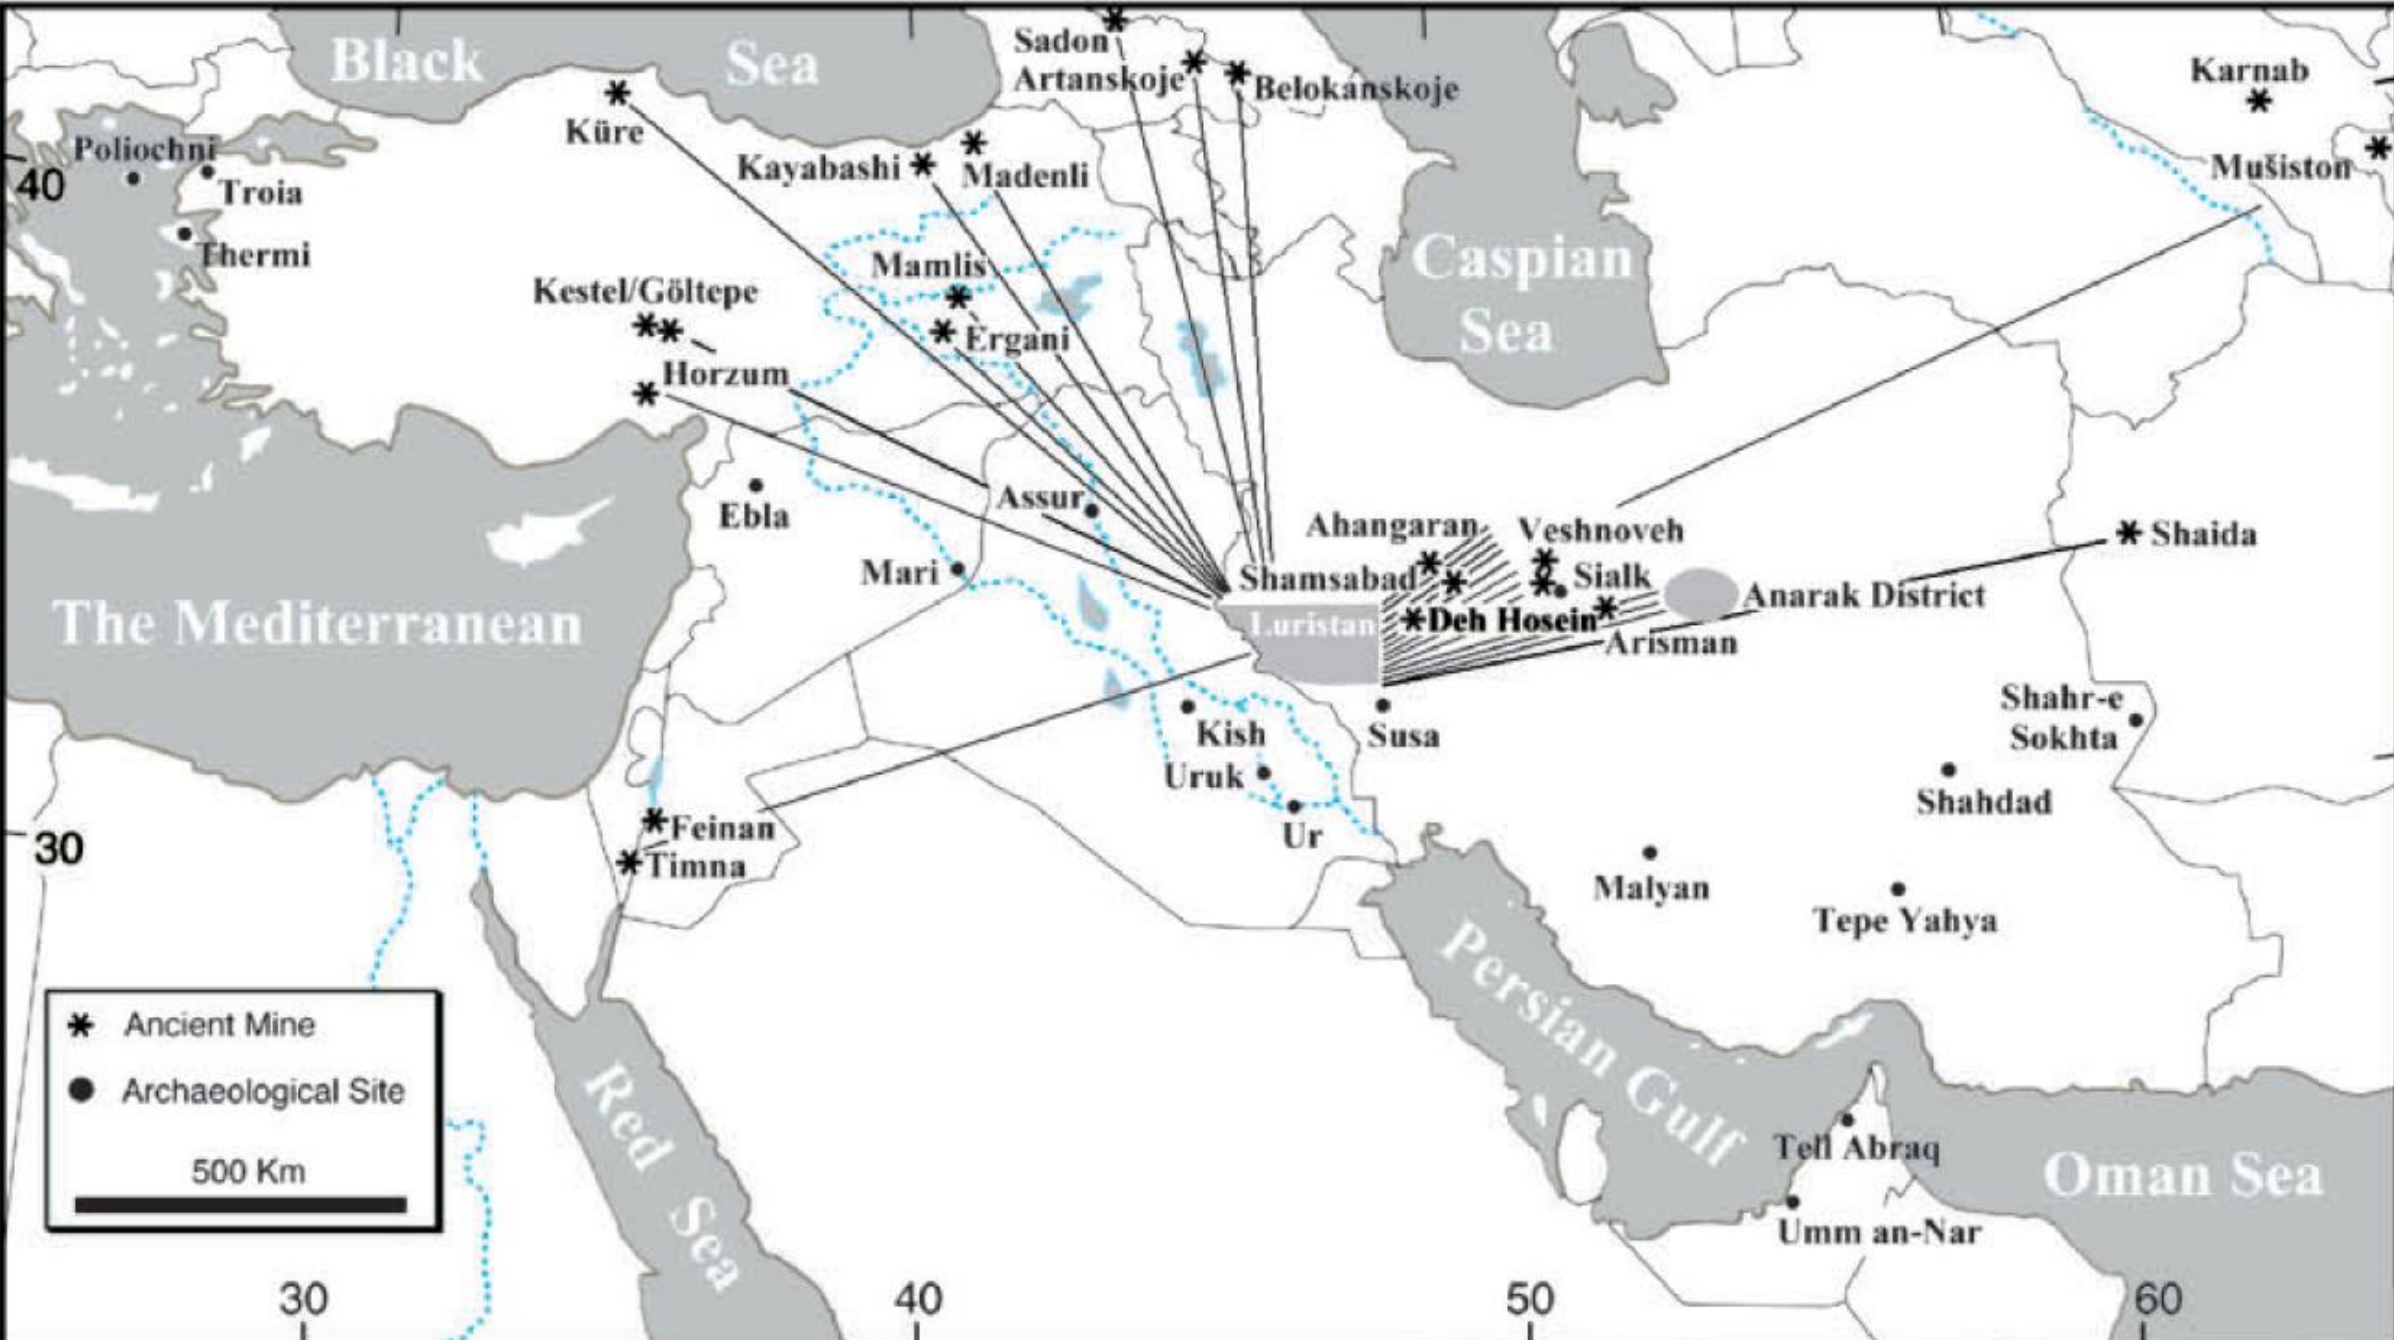 Black
Sea
Sadon
Artanskoje
Belokanskoje
Karnab
Küre
Poliochni
Kayabashi
Madenli
Mušiston
40
Troia
Thermi
Mamlis
Caspian
Sea
Kestel/Göltepe
Ergani
Horzum
Assur
Ebla
Ahangaran
Veshnoveh
Shaida
Mari
Shamsabad
Sialk
Anarak District
The Mediterranean
Luristan
Deh Hosein
Arisman
Shahr-e
Sokhta
Kish
Susa
Uruk
Shahdad
Feinan
Ur
30
Timna
Malyan
Tepe Yahya
Persian Gulf
Ancient Mine
Archaeological Site
500 Km
Red Sea
Tell Abraq
Oman Sea
Umm an-Nar
30
40
50
60